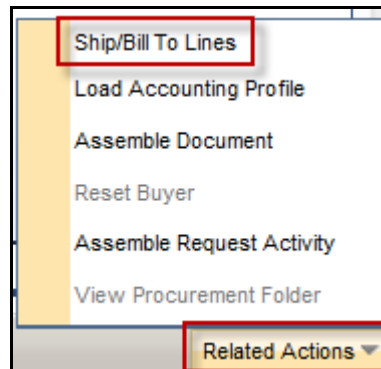 Ship/Bill To Lines
Load Accounting Profile
Assemble Document
Reset Buyer
Assemble Request Activity
View Procurement Folder
Related Actions